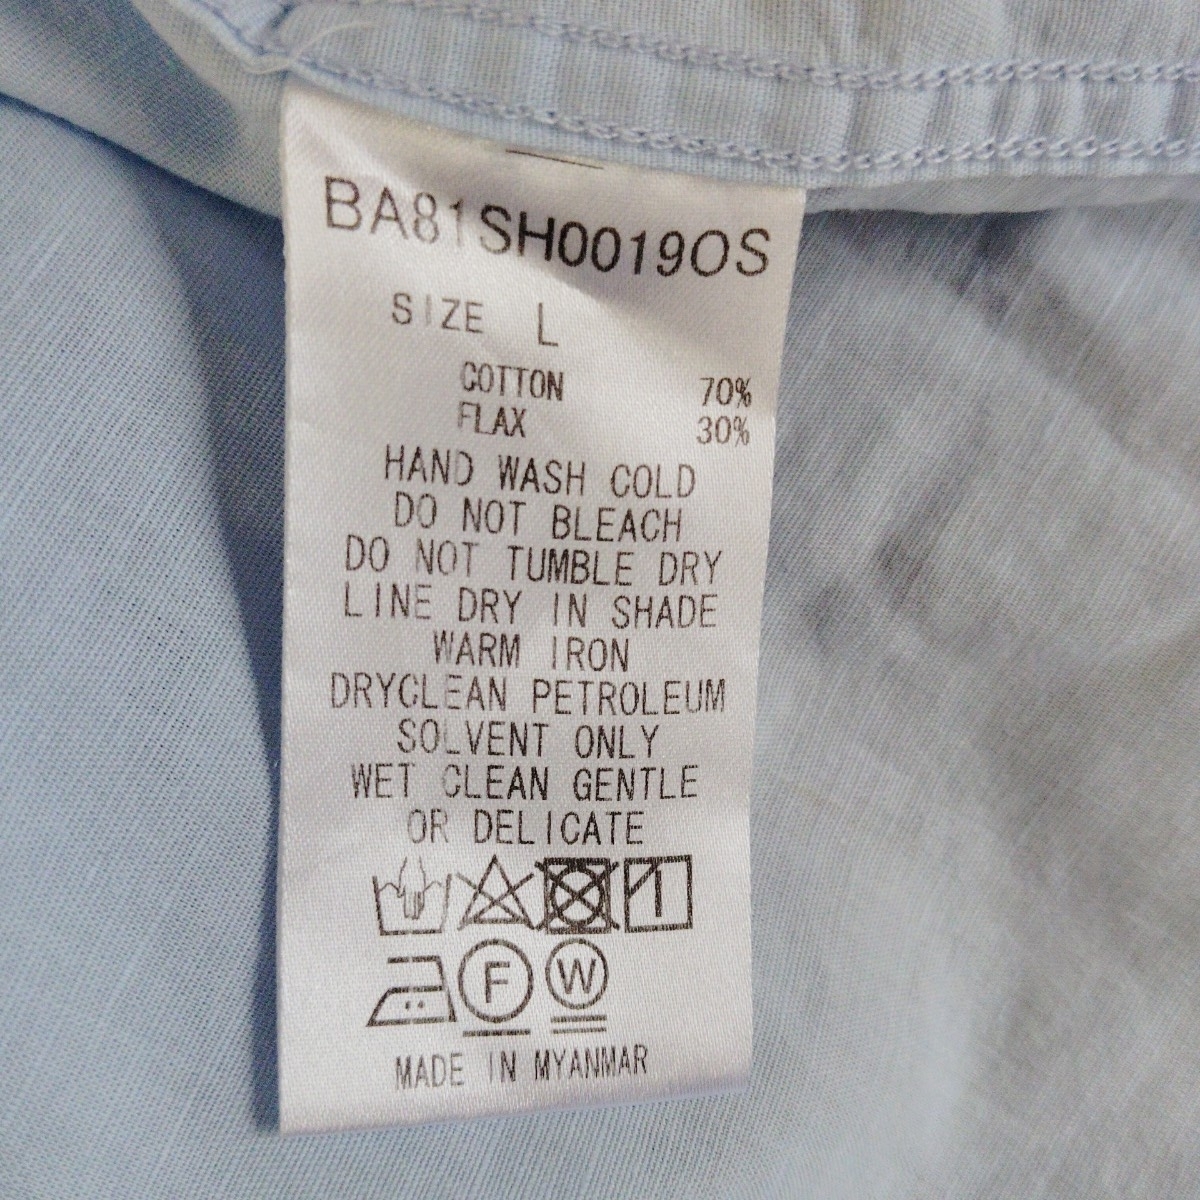 BA81SH0019OS
SIZE L
COTTON 70%
FLAX 30%
HAND WASH COLD
DO NOT BLEACH
DO NOT TUMBLE DRY
LINE DRY IN SHADE
WARM IRON
DRYCLEAN PETROLEUM
SOLVENT ONLY
WET CLEAN GENTLE
OR DELICATE
F W
MADE IN MYANMAR